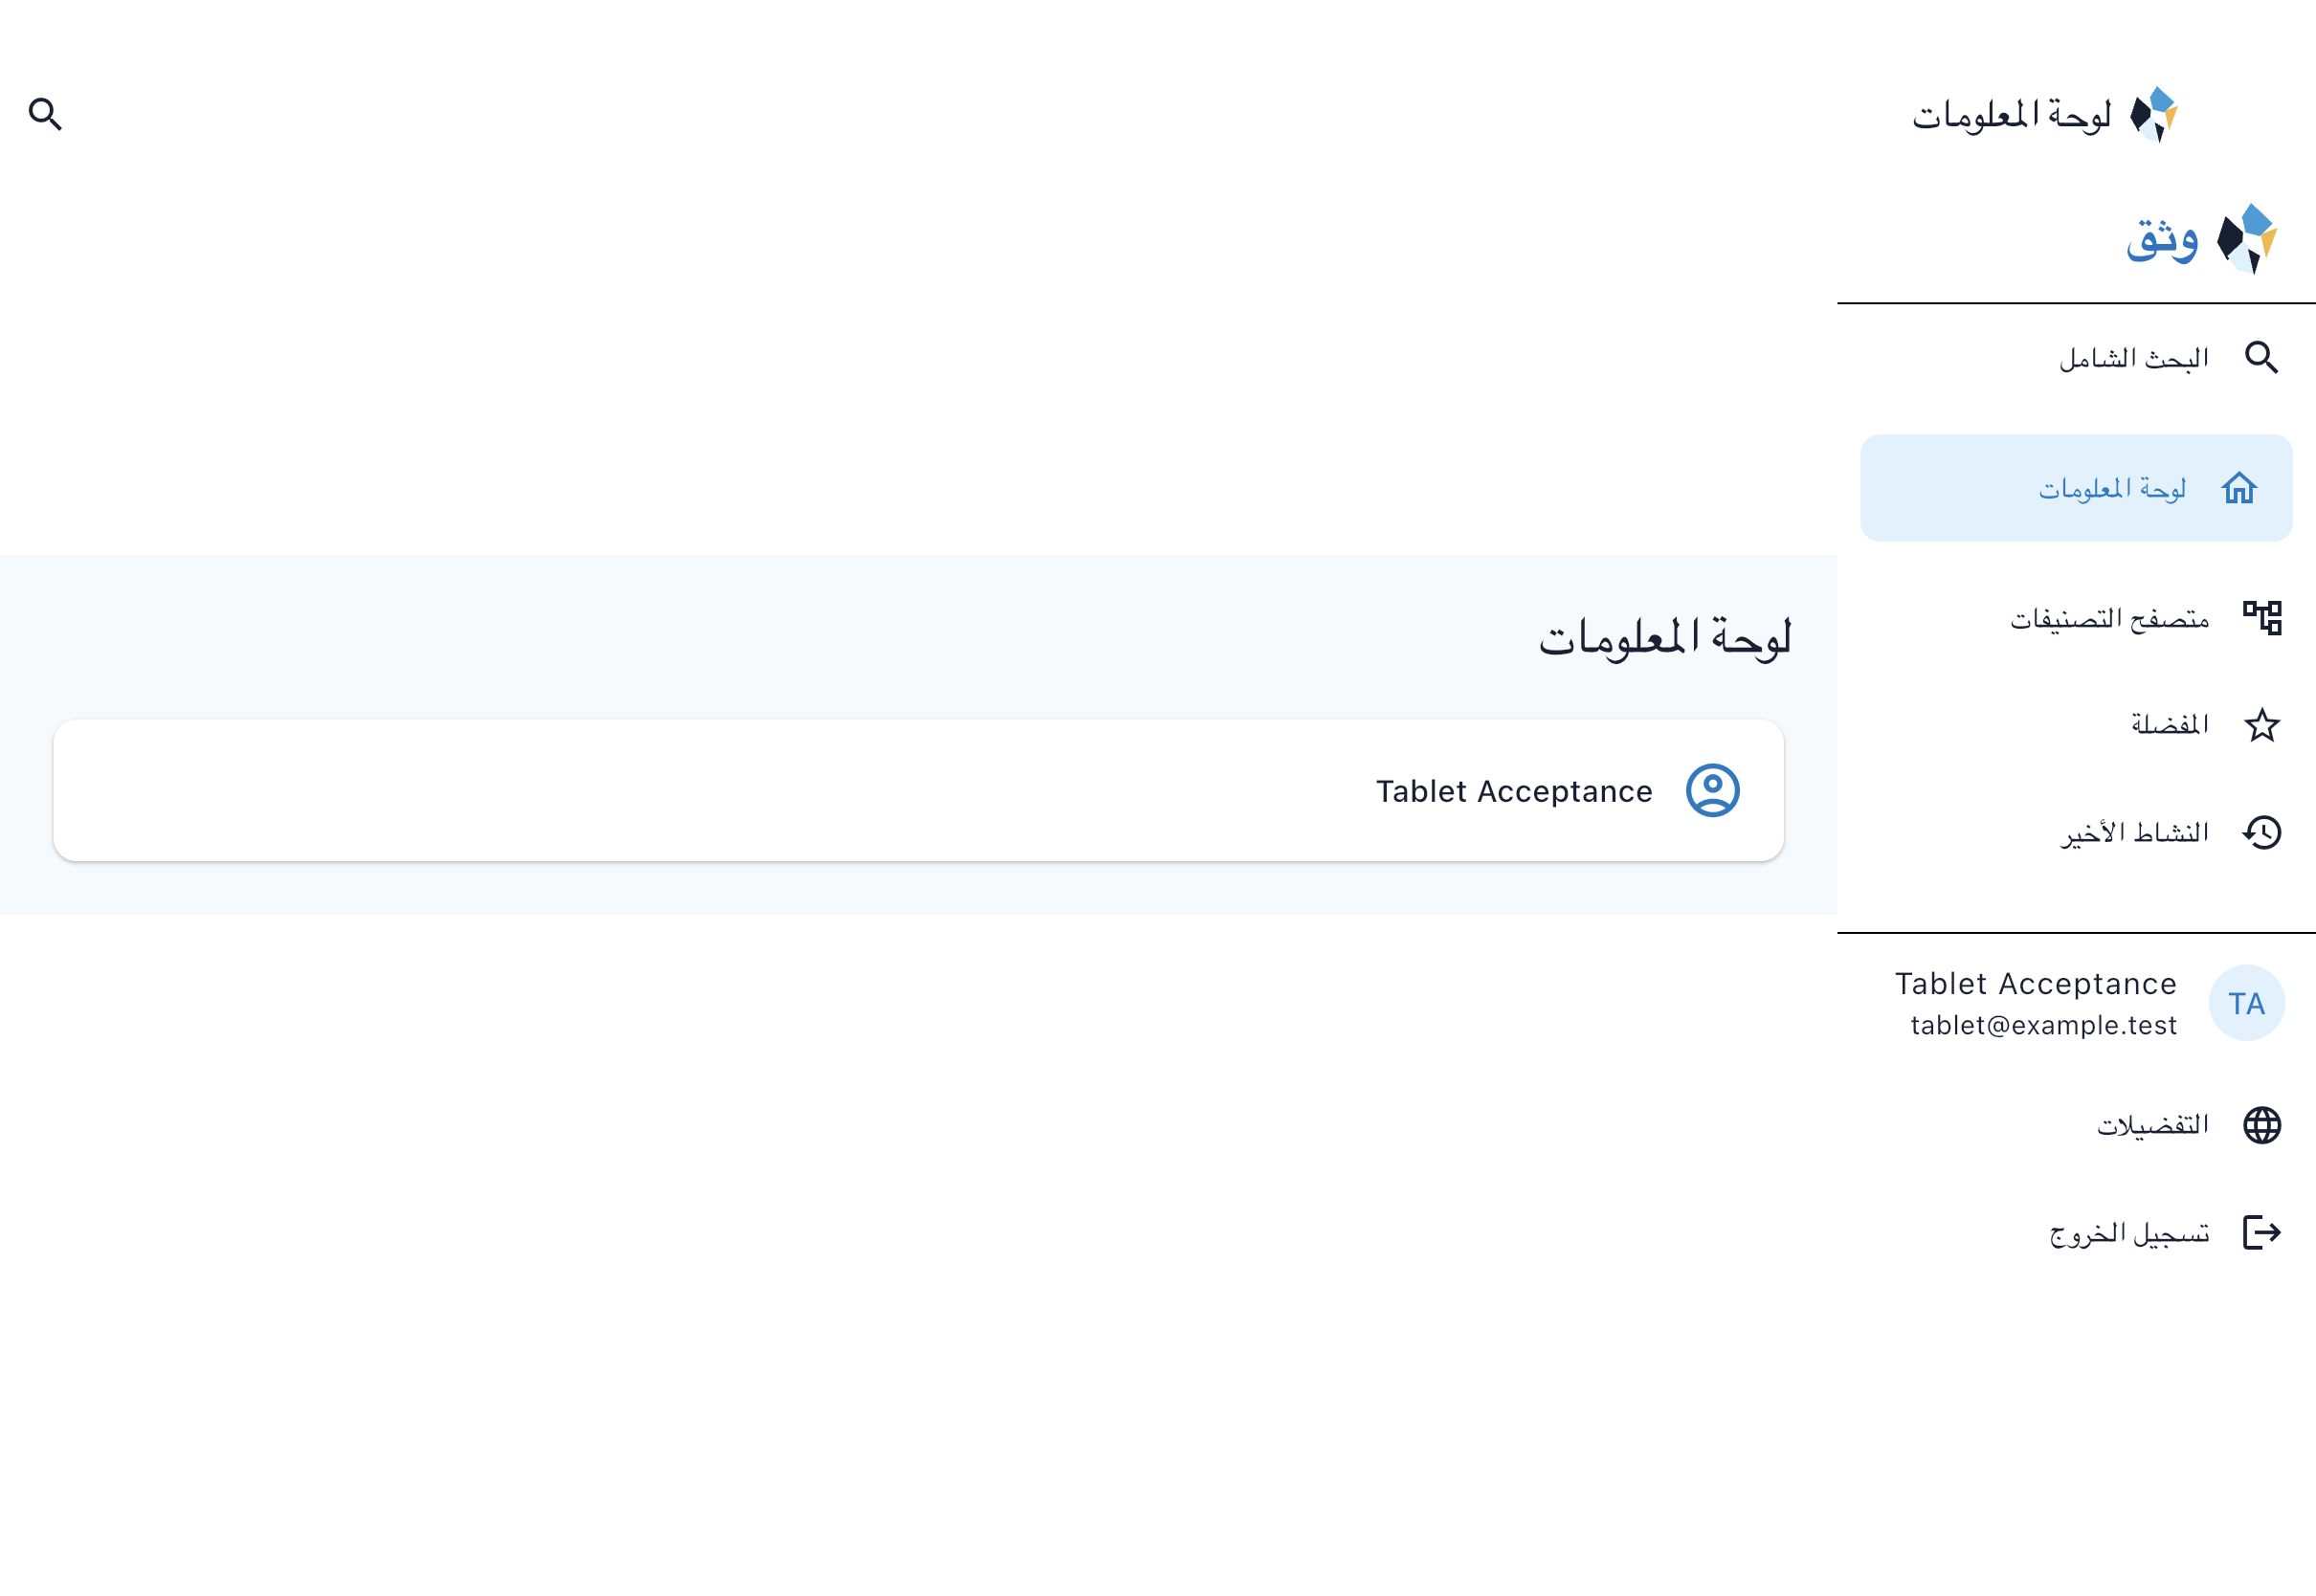 لوحة المعلومات
وثق
البحث الشامل
لوحة المعلومات
متصفح التصنيفات
المفضلة
النشاط الأخير
Tablet Acceptance
tablet@example.test
TA
التفضيلات
تسجيل الخروج
لوحة المعلومات
Tablet Acceptance